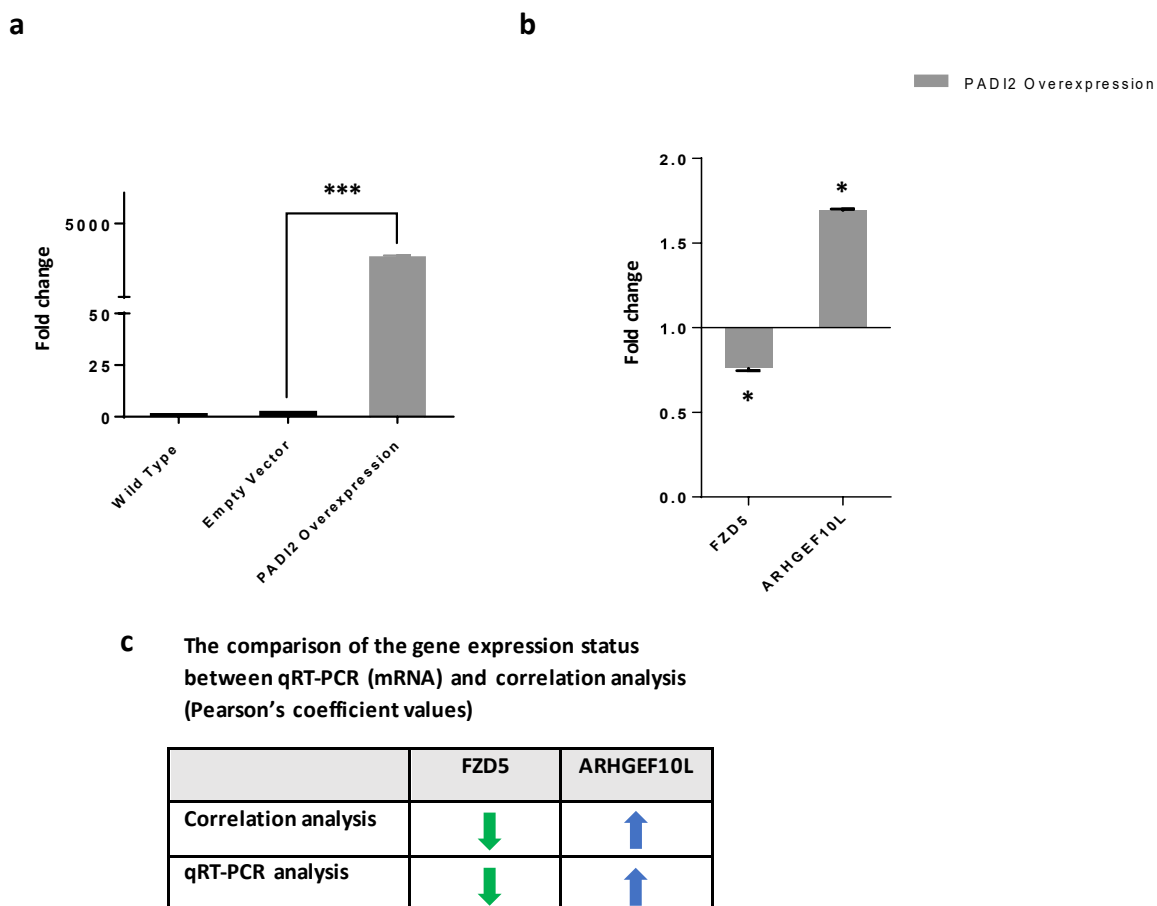 a
b
PADI2 Overexpression
***
5000
50
25
0
Fold change
Wild Type
Empty Vector
PADI2 Overexpression
2.0
1.5
1.0
0.5
0.0
Fold change
*
*
FZD5
ARHGEF10L
c
The comparison of the gene expression status
between qRT-PCR (mRNA) and correlation analysis
(Pearson’s coefficient values)
FZD5 ARHGEF10L
Correlation analysis
qRT-PCR analysis